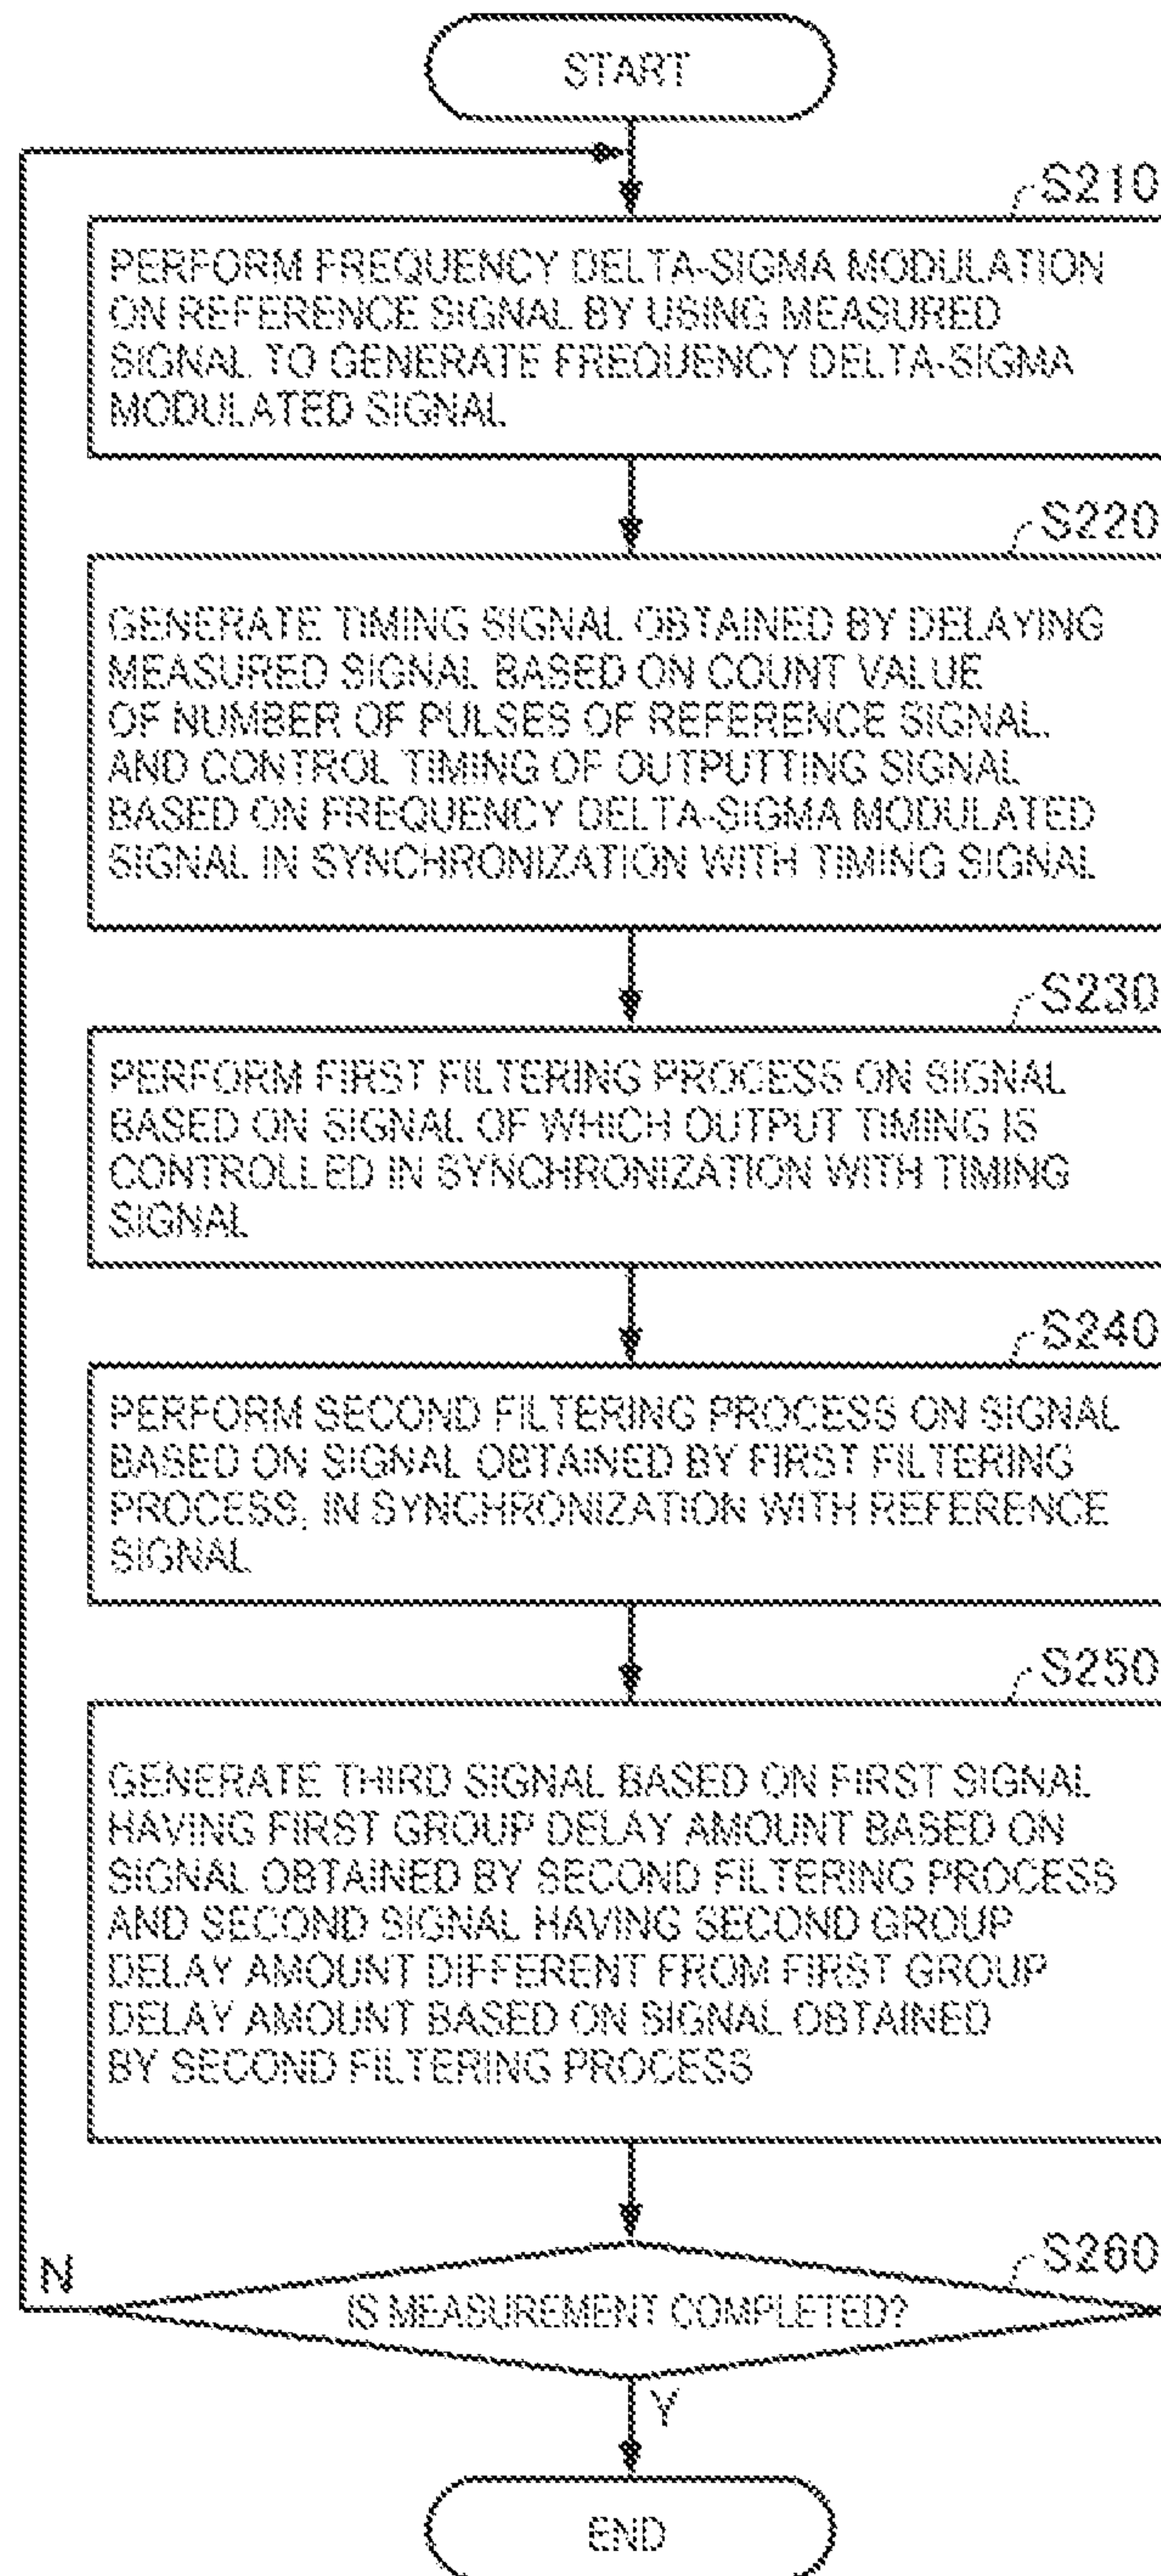 START
S210
PERFORM FREQUENCY DELTA-SIGMA MODULATION
ON REFERENCE SIGNAL BY USING MEASURED
SIGNAL TO GENERATE FREQUENCY DELTA-SIGMA
MODULATED SIGNAL
S220
GENERATE TIMING SIGNAL OBTAINED BY DELAYING
MEASURED SIGNAL BASED ON COUNT VALUE
OF NUMBER OF PULSES OF REFERENCE SIGNAL,
AND CONTROL TIMING OF OUTPUTTING SIGNAL
BASED ON FREQUENCY DELTA-SIGMA MODULATED
SIGNAL IN SYNCHRONIZATION WITH TIMING SIGNAL
S230
PERFORM FIRST FILTERING PROCESS ON SIGNAL
BASED ON SIGNAL OF WHICH OUTPUT TIMING IS
CONTROLLED IN SYNCHRONIZATION WITH TIMING
SIGNAL
S240
PERFORM SECOND FILTERING PROCESS ON SIGNAL
BASED ON SIGNAL OBTAINED BY FIRST FILTERING
PROCESS, IN SYNCHRONIZATION WITH REFERENCE
SIGNAL
S250
GENERATE THIRD SIGNAL BASED ON FIRST SIGNAL
HAVING FIRST GROUP DELAY AMOUNT BASED ON
SIGNAL OBTAINED BY SECOND FILTERING PROCESS
AND SECOND SIGNAL HAVING SECOND GROUP
DELAY AMOUNT DIFFERENT FROM FIRST GROUP
DELAY AMOUNT BASED ON SIGNAL OBTAINED
BY SECOND FILTERING PROCESS
S260
N
IS MEASUREMENT COMPLETED?
Y
END